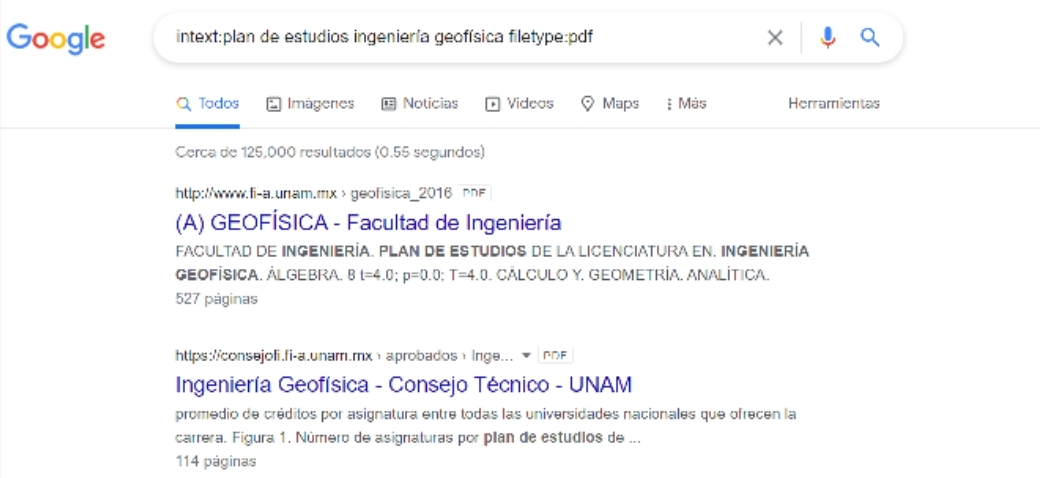 Google
intext:plan de estudios ingeniería geofísica filetype:pdf
Todos Imágenes Noticias Videos Maps Más Herramientas
Cerca de 125,000 resultados (0.55 segundos)
http://www.fi-a.unam.mx › geofisica_2016 PDF
(A) GEOFÍSICA - Facultad de Ingeniería
FACULTAD DE INGENIERÍA. PLAN DE ESTUDIOS DE LA LICENCIATURA EN. INGENIERÍA
GEOFÍSICA. ÁLGEBRA. 8 t=4.0; p=0.0; T=4.0. CÁLCULO Y. GEOMETRÍA. ANALÍTICA.
527 páginas
https://consejofi.fi-a.unam.mx › aprobados › Inge... PDF
Ingeniería Geofísica - Consejo Técnico - UNAM
promedio de créditos por asignatura entre todas las universidades nacionales que ofrecen la
carrera. Figura 1. Número de asignaturas por plan de estudios de ...
114 páginas